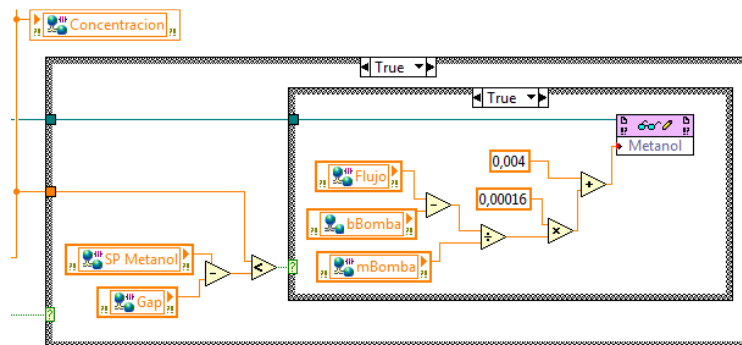 Concentracion
True
True
Metanol
0,004
Flujo
0,00016
bBomba
SP Metanol
mBomba
Gap